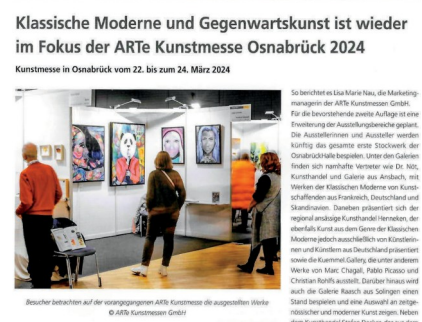 Klassische Moderne und Gegenwartskunst ist wieder
im Fokus der ARTe Kunstmesse Osnabrück 2024
Kunstmesse in Osnabrück vom 22. bis zum 24. März 2024
So berichtet es Lisa Marie Nau, die Marketing-
managerin der ARTe Kunstmessen GmbH.
Für die bevorstehende zweite Auflage ist eine
Erweiterung der Ausstellungsbereiche geplant.
Die Ausstellerinnen und Aussteller werden
künftig das gesamte erste Stockwerk der
OsnabrückHalle bespielen. Unter den Galerien
finden sich namhafte Vertreter wie Dr. Nöt,
Kunsthandel und Galerie aus Ansbach, mit
Werken der Klassischen Moderne von Kunst-
schaffenden aus Frankreich, Deutschland und
Skandinavien. Daneben präsentiert sich der
regional ansässige Kunsthandel Henneken, der
ebenfalls Kunst aus dem Genre der Klassischen
Moderne jedoch ausschließlich von Künstlerin-
nen und Künstlern aus Deutschland präsentiert
sowie die Kuemmel Gallery, die unter anderem
Werke von Marc Chagall, Pablo Picasso und
Christian Rohlfs ausstellt. Darüber hinaus wird
auch die Galerie Raasch aus Solingen einen
Stand bespielen und eine Auswahl an zeitge-
nössischer und moderner Kunst zeigen. Neben
Besucher betrachten auf der vorangegangenen ARTe Kunstmesse die ausgestellten Werke
© ARTe Kunstmessen GmbH